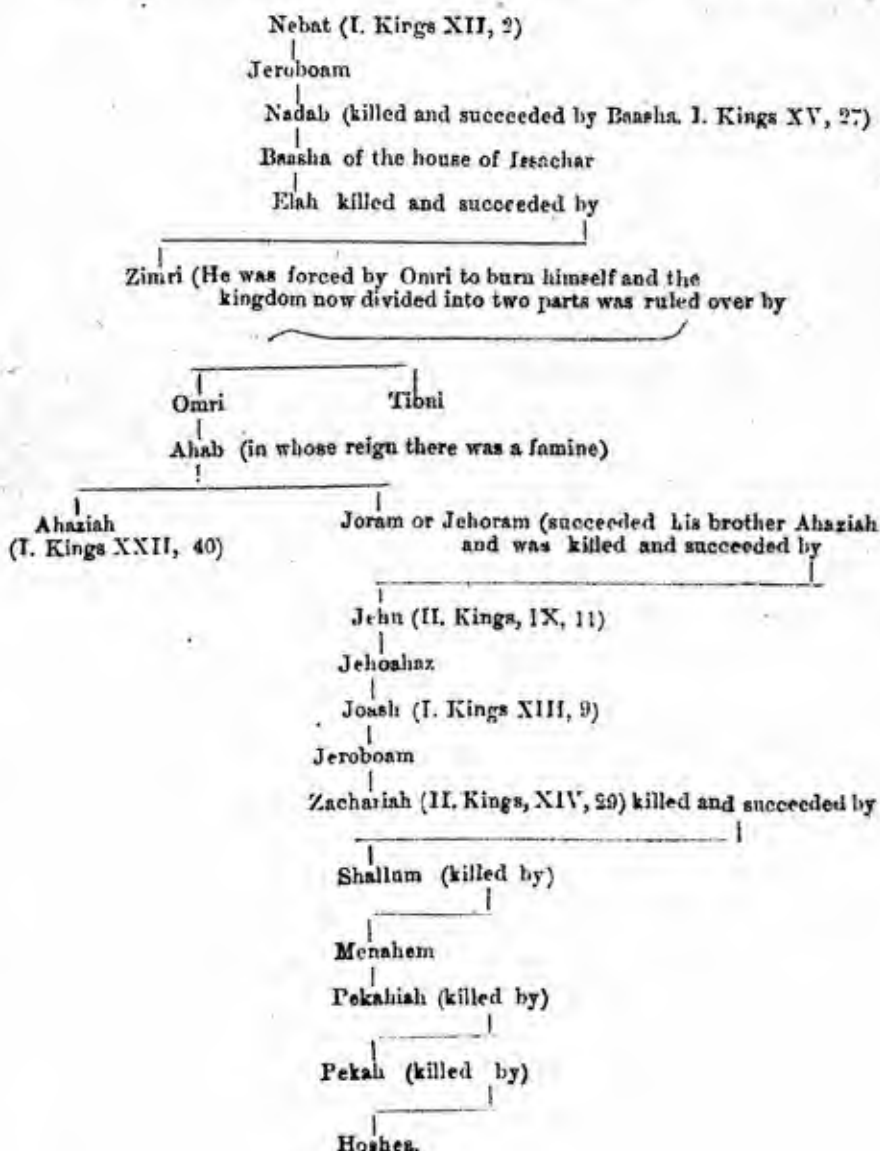 Nebat (I. Kings XII, 2)
Jeroboam
Nadab (killed and succeeded by Baasha. I. Kings XV, 27)
Baasha of the house of Issachar
Elah killed and succeeded by
Zimri (He was forced by Omri to burn himself and the
kingdom now divided into two parts was ruled over by
Omri Tibni
Ahab (in whose reign there was a famine)
Ahaziah
(I. Kings XXII, 40)
Joram or Jehoram (succeeded his brother Ahaziah
and was killed and succeeded by
Jehu (II. Kings, IX, 11)
Jehoahaz
Joash (I. Kings XIII, 9)
Jeroboam
Zachariah (II. Kings, XIV, 29) killed and succeeded by
Shallum (killed by)
Menahem
Pekahiah (killed by)
Pekah (killed by)
Hoshea.